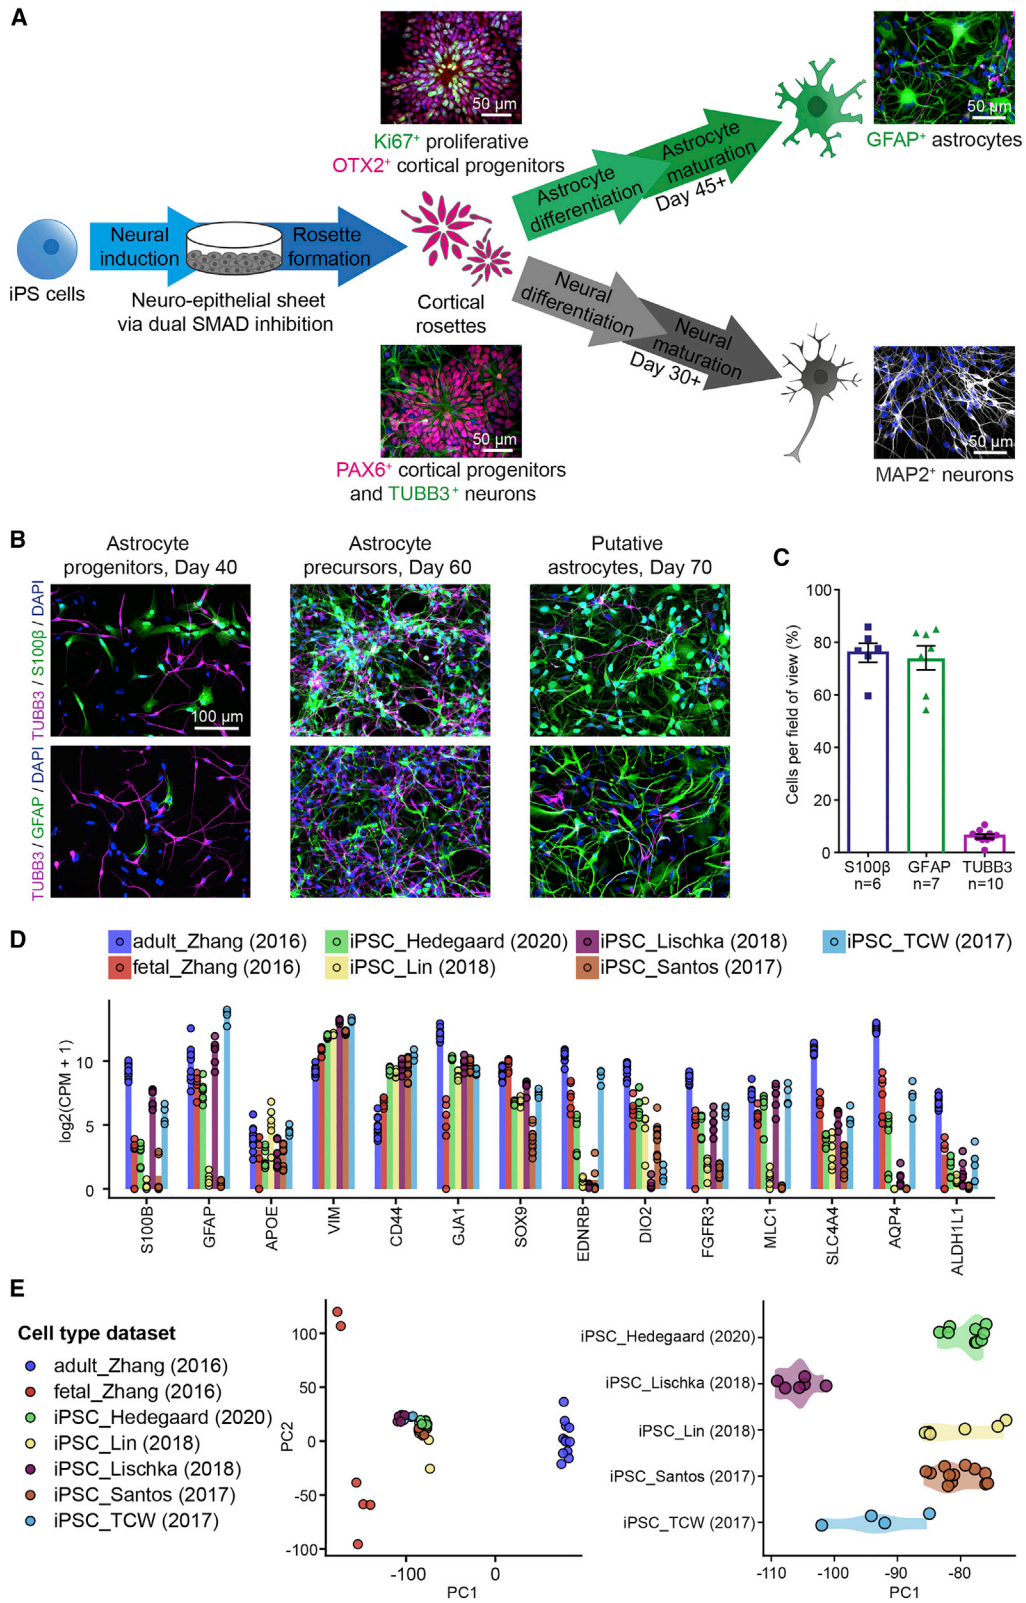 A
50 µm
Ki67+ proliferative
OTX2+ cortical progenitors
50 µm
GFAP+ astrocytes
Astrocyte
differentiation
Astrocyte
maturation
Day 45+
iPS cells
Neural
induction
Rosette
formation
Neuro-epithelial sheet
via dual SMAD inhibition
Cortical
rosettes
Neural
differentiation
Neural
maturation
Day 30+
50 µm
PAX6+ cortical progenitors
and TUBB3+ neurons
50 µm
MAP2+ neurons
B
Astrocyte
progenitors, Day 40
Astrocyte
precursors, Day 60
Putative
astrocytes, Day 70
TUBB3 / S100β / DAPI
100 µm
TUBB3 / GFAP / DAPI
C
Cells per field of view (%)
100
80
60
40
20
0
S100β
n=6
GFAP
n=7
TUBB3
n=10
D
adult_Zhang (2016)
iPSC_Hedegaard (2020)
iPSC_Lischka (2018)
iPSC_TCW (2017)
fetal_Zhang (2016)
iPSC_Lin (2018)
iPSC_Santos (2017)
log2(CPM + 1)
10
5
0
S100B
GFAP
APOE
VIM
CD44
GJA1
SOX9
EDNRB
DIO2
FGFR3
MLC1
SLC4A4
AQP4
ALDH1L1
E
Cell type dataset
adult_Zhang (2016)
fetal_Zhang (2016)
iPSC_Hedegaard (2020)
iPSC_Lin (2018)
iPSC_Lischka (2018)
iPSC_Santos (2017)
iPSC_TCW (2017)
PC2
100
50
0
-50
-100
-100
0
PC1
iPSC_Hedegaard (2020)
iPSC_Lischka (2018)
iPSC_Lin (2018)
iPSC_Santos (2017)
iPSC_TCW (2017)
-110
-100
-90
-80
PC1